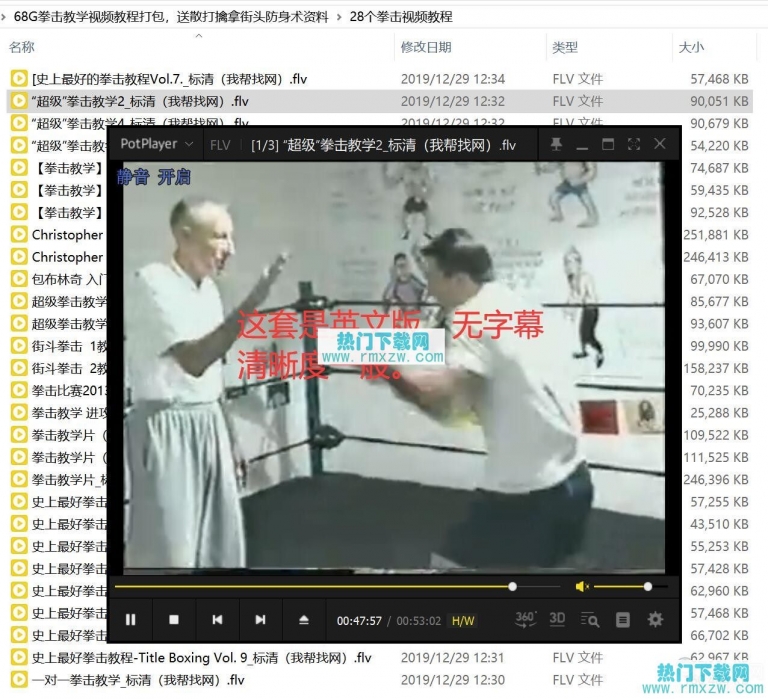 68G拳击教学视频教程打包，送散打擒拿街头防身术资料 › 28个拳击视频教程
名称 修改日期 类型 大小
[史上最好的拳击教程Vol.7._标清（我帮找网）.flv 2019/12/29 12:34 FLV 文件 57,468 KB
“超级“拳击教学2_标清（我帮找网）.flv 2019/12/29 12:32 FLV 文件 90,051 KB
“超级“拳击教学4_标清（我帮找网）.flv 2019/12/29 12:32 FLV 文件 90,679 KB
“超级“拳击教 54,220 KB
PotPlayer FLV [1/3] “超级“拳击教学2_标清（我帮找网）.flv
【拳击教学】 74,687 KB
静音 开启
【拳击教学】 59,435 KB
【拳击教学】 92,528 KB
Christopher 251,881 KB
Christopher 246,413 KB
包布林奇 入门 67,070 KB
超级拳击教学 85,677 KB
超级拳击教学 93,607 KB
这套是英文版，无字幕
街斗拳击 1教 99,990 KB
热门下载网
www.rmxzw.com
清晰度一般。
街斗拳击 2教 158,237 KB
拳击比赛2013 70,235 KB
拳击教学 进攻 25,288 KB
拳击教学片（ 109,522 KB
拳击教学片（ 111,525 KB
拳击教学片_标 246,396 KB
史上最好拳击 57,255 KB
史上最好拳击 43,510 KB
史上最好拳击 55,253 KB
史上最好拳击 57,428 KB
史上最好拳击 62,960 KB
史上最好拳击 57,468 KB
史上最好拳击 66,702 KB
00:47:57 / 00:53:02 H/W 360° 3D
史上最好拳击教程-Title Boxing Vol. 9_标清（我帮找网）.flv 2019/12/29 12:31 FLV 文件 62,967 KB
一对一拳击教学_标清（我帮找网）.flv 2019/12/29 12:30 FLV 文件
热门下载网
www.rmxzw.com